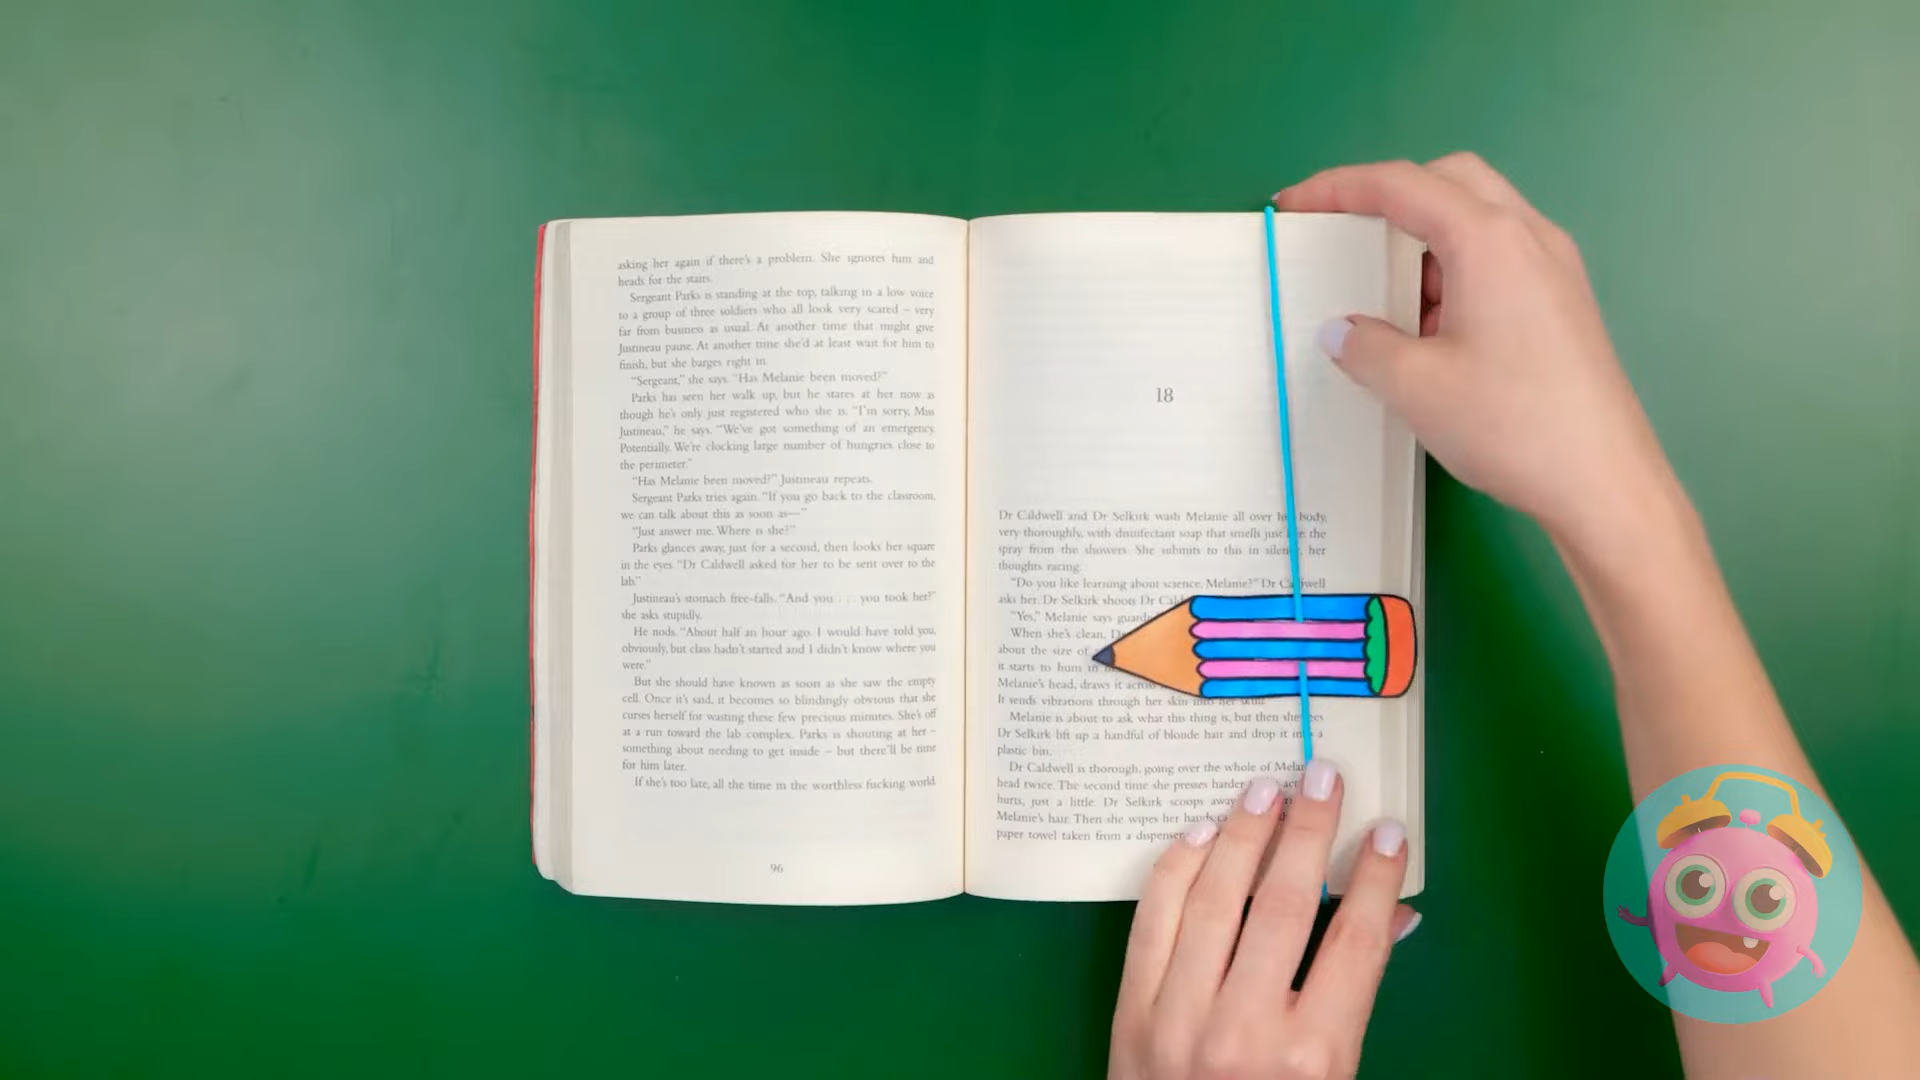 asking her again if there's a problem. She ignores him and
heads for the stairs.
Sergeant Parks is standing at the top, talking in a low voice
to a group of three soldiers who all look very scared – very
far from business as usual. At another time that might give
Justineau pause. At another time she'd at least wait for him to
finish, but she barges right in.
“Sergeant,” she says. “Has Melanie been moved?”
Parks has seen her walk up, but he stares at her now as
though he's only just registered who she is. “I'm sorry, Miss
Justineau,” he says. “We've got something of an emergency.
Potentially. We're clocking large number of hungries close to
the perimeter.”
“Has Melanie been moved?” Justineau repeats.
Sergeant Parks tries again. “If you go back to the classroom,
we can talk about this as soon as—”
“Just answer me. Where is she?”
Parks glances away, just for a second, then looks her square
in the eyes. “Dr Caldwell asked for her to be sent over to the
lab.”
Justineau's stomach free-falls. “And you . . . you took her?”
she asks stupidly.
He nods. “About half an hour ago. I would have told you,
obviously, but class hadn't started and I didn't know where you
were.”
But she should have known as soon as she saw the empty
cell. Once it's said, it becomes so blindingly obvious that she
curses herself for wasting these few precious minutes. She's off
at a run toward the lab complex. Parks is shouting at her –
something about needing to get inside – but there'll be time
for him later.
If she's too late, all the time in the worthless fucking world
96
18
Dr Caldwell and Dr Selkirk wash Melanie all over body,
very thoroughly, with disinfectant soap that smells just the
spray from the showers. She submits to this in silence, her
thoughts racing.
“Do you like learning about science, Melanie?” Dr Caldwell
asks her. Dr Selkirk shoots Dr
“Yes,” Melanie says
When she's clean,
about the size of
it starts to hum in
Melanie's head, draws it
It sends vibrations through her skin into her skull.
Melanie is about to ask what this thing is, but then she sees
Dr Selkirk lift up a handful of blonde hair and drop it into a
plastic bin.
Dr Caldwell is thorough, going over the whole of
head twice. The second time she presses harder
hurts, just a little. Dr Selkirk scoops away
Melanie's hair. Then she wipes her hands
paper towel taken from a dispenser